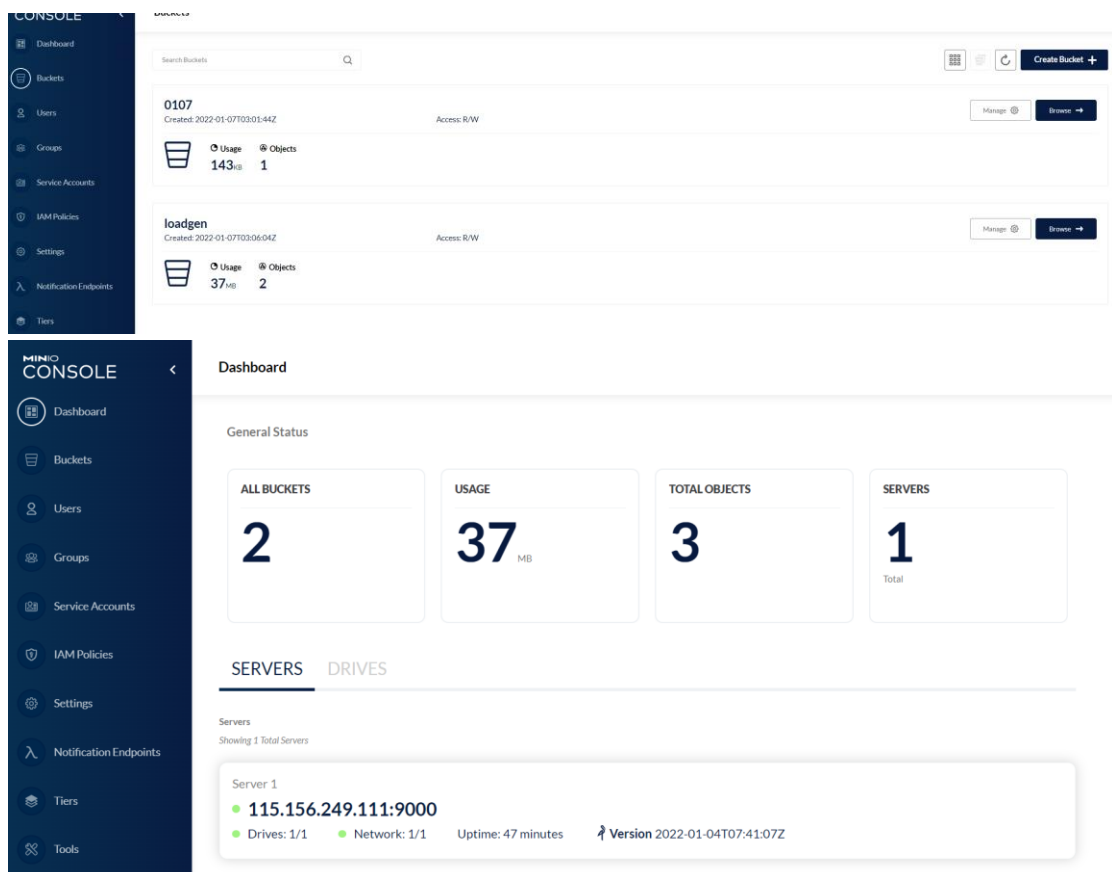 CONSOLE
Buckets
Dashboard
Buckets
Users
Groups
Service Accounts
IAM Policies
Settings
Notification Endpoints
Tiers
Search Buckets
Create Bucket +
0107
Created: 2022-01-07T03:01:44Z
Access: R/W
Manage
Browse
Usage
Objects
143KB
1
loadgen
Created: 2022-01-07T03:06:04Z
Access: R/W
Manage
Browse
Usage
Objects
37MB
2
MINIO
CONSOLE
Dashboard
Buckets
Users
Groups
Service Accounts
IAM Policies
Settings
Notification Endpoints
Tiers
Tools
Dashboard
General Status
ALL BUCKETS
2
USAGE
37 MB
TOTAL OBJECTS
3
SERVERS
1
Total
SERVERS
DRIVES
Servers
Showing 1 Total Servers
Server 1
115.156.249.111:9000
Drives: 1/1 Network: 1/1 Uptime: 47 minutes Version 2022-01-04T07:41:07Z